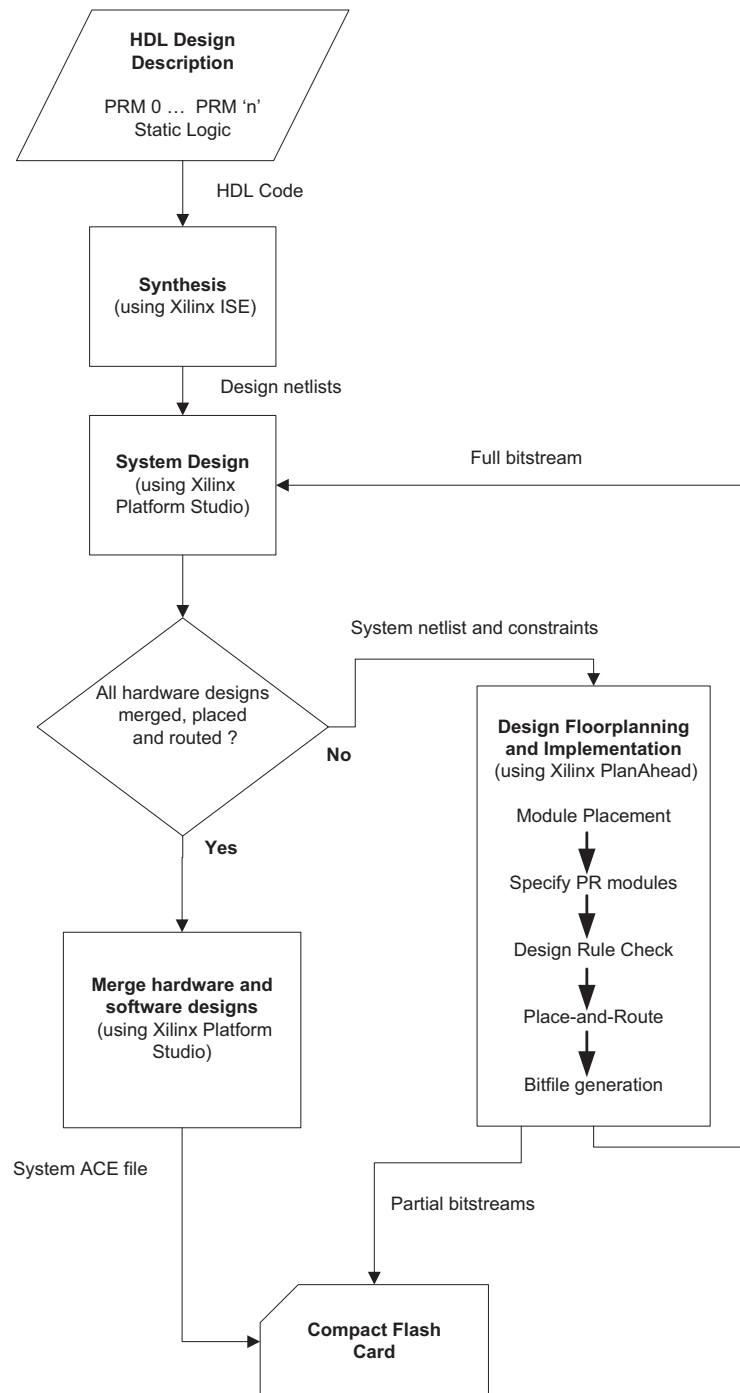 HDL Design
Description
PRM 0 … PRM ‘n’
Static Logic
HDL Code
Synthesis
(using Xilinx ISE)
Design netlists
System Design
(using Xilinx
Platform Studio)
Full bitstream
System netlist and constraints
All hardware designs
merged, placed
and routed ?
No
Yes
Design Floorplanning
and Implementation
(using Xilinx PlanAhead)
Module Placement
Specify PR modules
Design Rule Check
Place-and-Route
Bitfile generation
Merge hardware and
software designs
(using Xilinx Platform
Studio)
System ACE file
Partial bitstreams
Compact Flash
Card